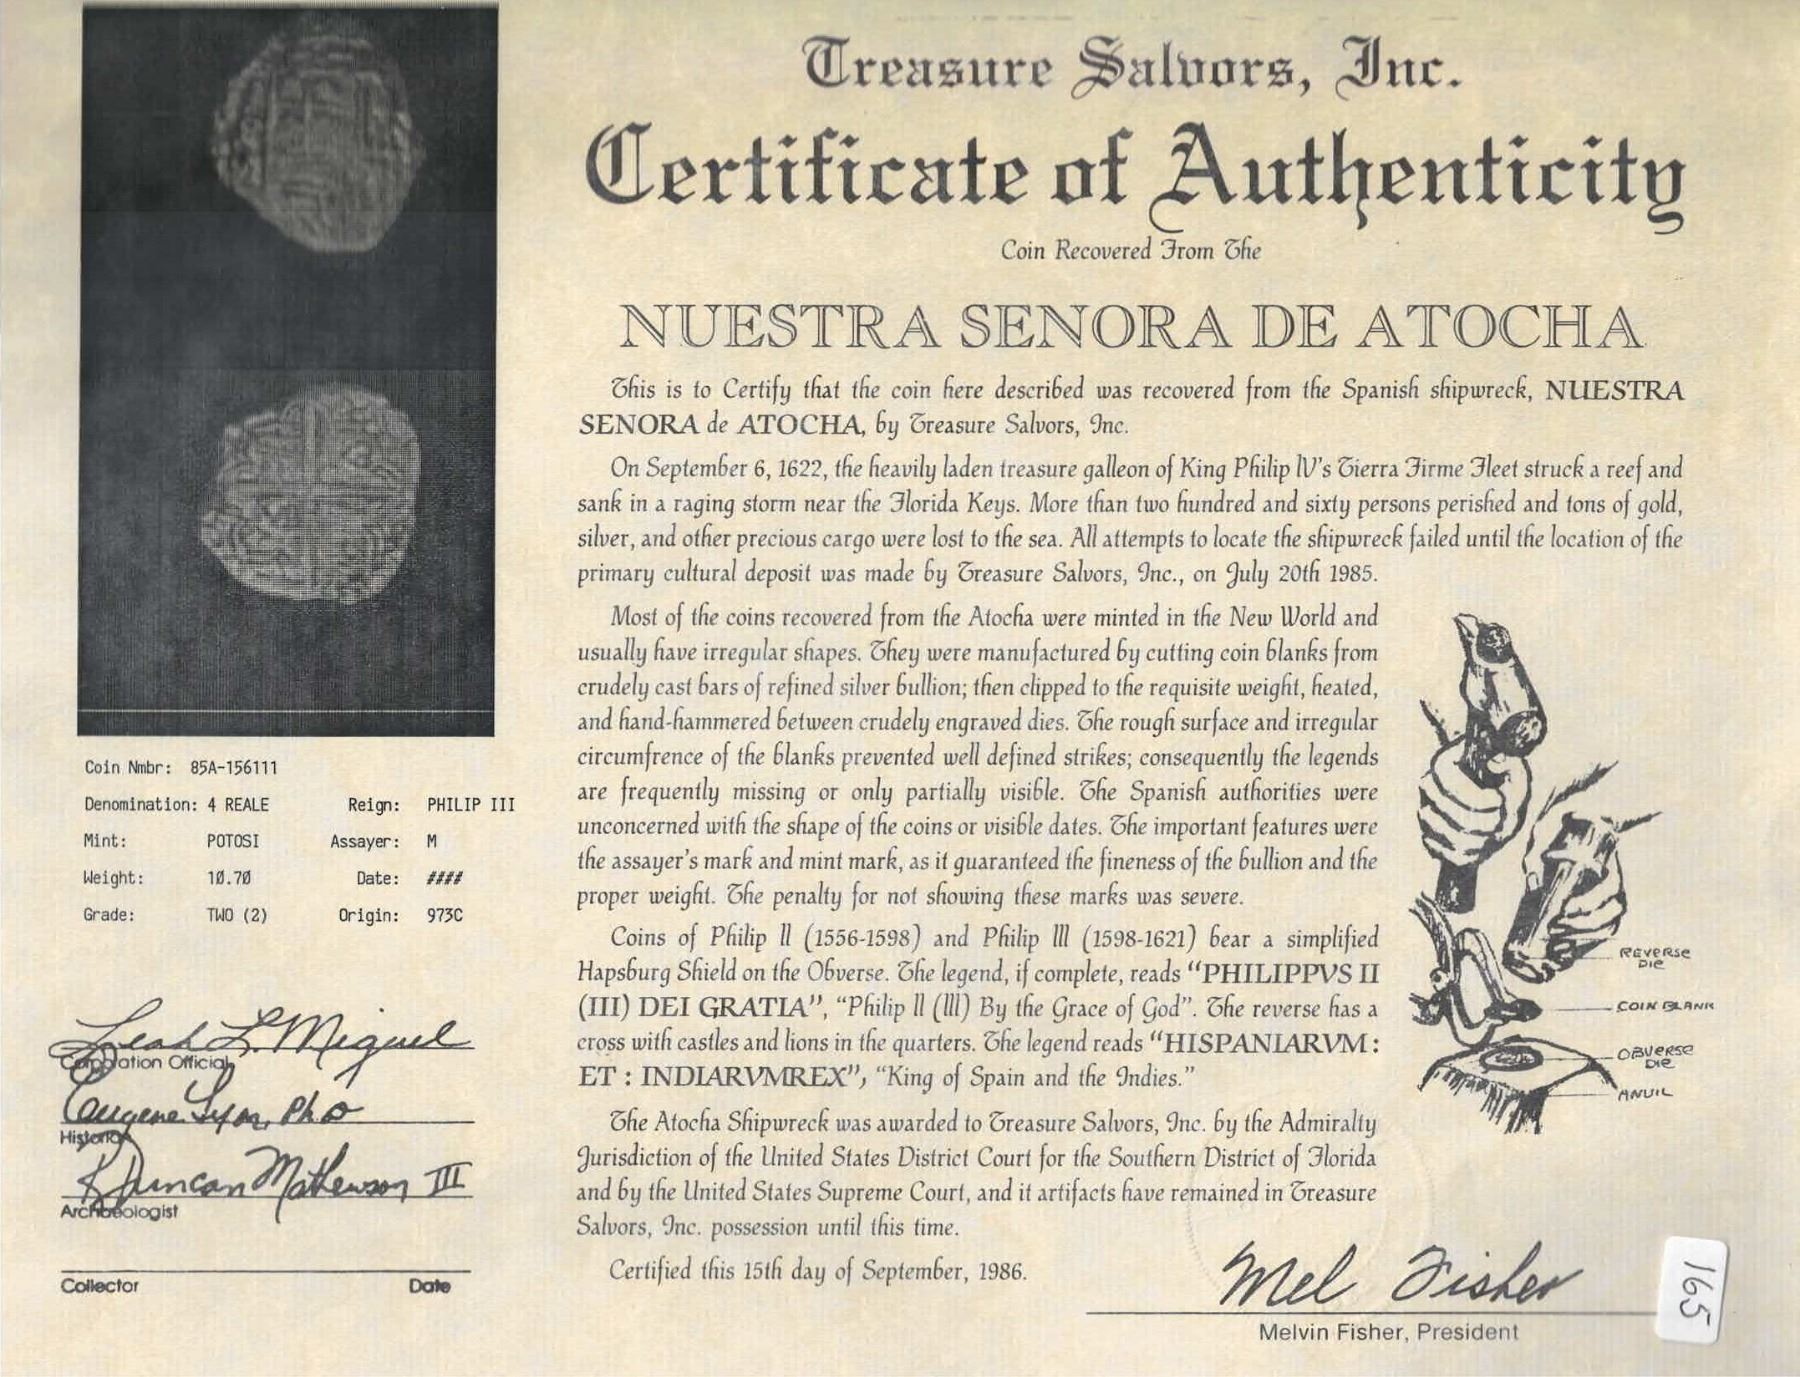 Treasure Salvors, Inc.
Certificate of Authenticity
Coin Recovered From The
NUESTRA SENORA DE ATOCHA
This is to Certify that the coin here described was recovered from the Spanish shipwreck, NUESTRA
SENORA de ATOCHA, by Treasure Salvors, Inc.
On September 6, 1622, the heavily laden treasure galleon of King Philip IV's Tierra Firme Fleet struck a reef and
sank in a raging storm near the Florida Keys. More than two hundred and sixty persons perished and tons of gold,
silver, and other precious cargo were lost to the sea. All attempts to locate the shipwreck failed until the location of the
primary cultural deposit was made by Treasure Salvors, Inc., on July 20th 1985.
Most of the coins recovered from the Atocha were minted in the New World and
usually have irregular shapes. They were manufactured by cutting coin blanks from
crudely cast bars of refined silver bullion; then clipped to the requisite weight, heated,
and hand-hammered between crudely engraved dies. The rough surface and irregular
circumfrence of the blanks prevented well defined strikes; consequently the legends
are frequently missing or only partially visible. The Spanish authorities were
unconcerned with the shape of the coins or visible dates. The important features were
the assayer's mark and mint mark, as it guaranteed the fineness of the bullion and the
proper weight. The penalty for not showing these marks was severe.
Coins of Philip II (1556-1598) and Philip III (1598-1621) bear a simplified
Hapsburg Shield on the Obverse. The legend, if complete, reads "PHILIPPVS II
(III) DEI GRATIA", "Philip II (III) By the Grace of God". The reverse has a
cross with castles and lions in the quarters. The legend reads "HISPANIARVM :
ET : INDIARVMREX", "King of Spain and the Indies."
The Atocha Shipwreck was awarded to Treasure Salvors, Inc. by the Admiralty
Jurisdiction of the United States District Court for the Southern District of Florida
and by the United States Supreme Court, and it artifacts have remained in Treasure
Salvors, Inc. possession until this time.
Certified this 15th day of September, 1986.
REVERSE
DIE
COIN BLANK
OBVERSE
DIE
ANVIL
Mel Fisher
Melvin Fisher, President
165
Coin Nmbr: 85A-156111
Denomination: 4 REALE Reign: PHILIP III
Mint: POTOSI Assayer: M
Weight: 10.70 Date: ####
Grade: TWO (2) Origin: 973C
Leah L. Miguel
Corporation Official
Eugene Lyon, PhD
Historian
R Duncan Mathewson III
Archaeologist
Collector Date